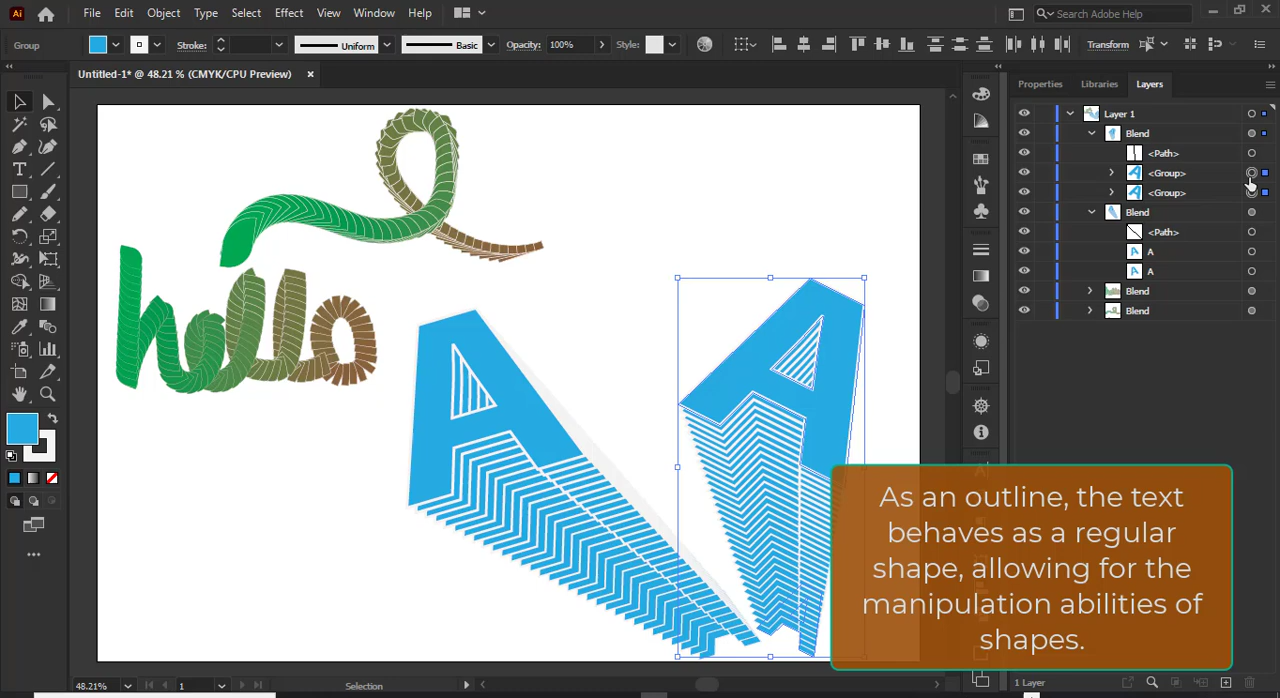 Ai File Edit Object Type Select Effect View Window Help Search Adobe Help
Group Stroke: Uniform Basic Opacity: 100% Style: Transform
Untitled-1* @ 48.21 % (CMYK/CPU Preview) ×
Properties Libraries Layers
Layer 1
Blend
<Path>
<Group>
<Group>
Blend
<Path>
A
A
Blend
Blend
hello
A
A
As an outline, the text
behaves as a regular
shape, allowing for the
manipulation abilities of
shapes.
48.21% 1 Selection
1 Layer